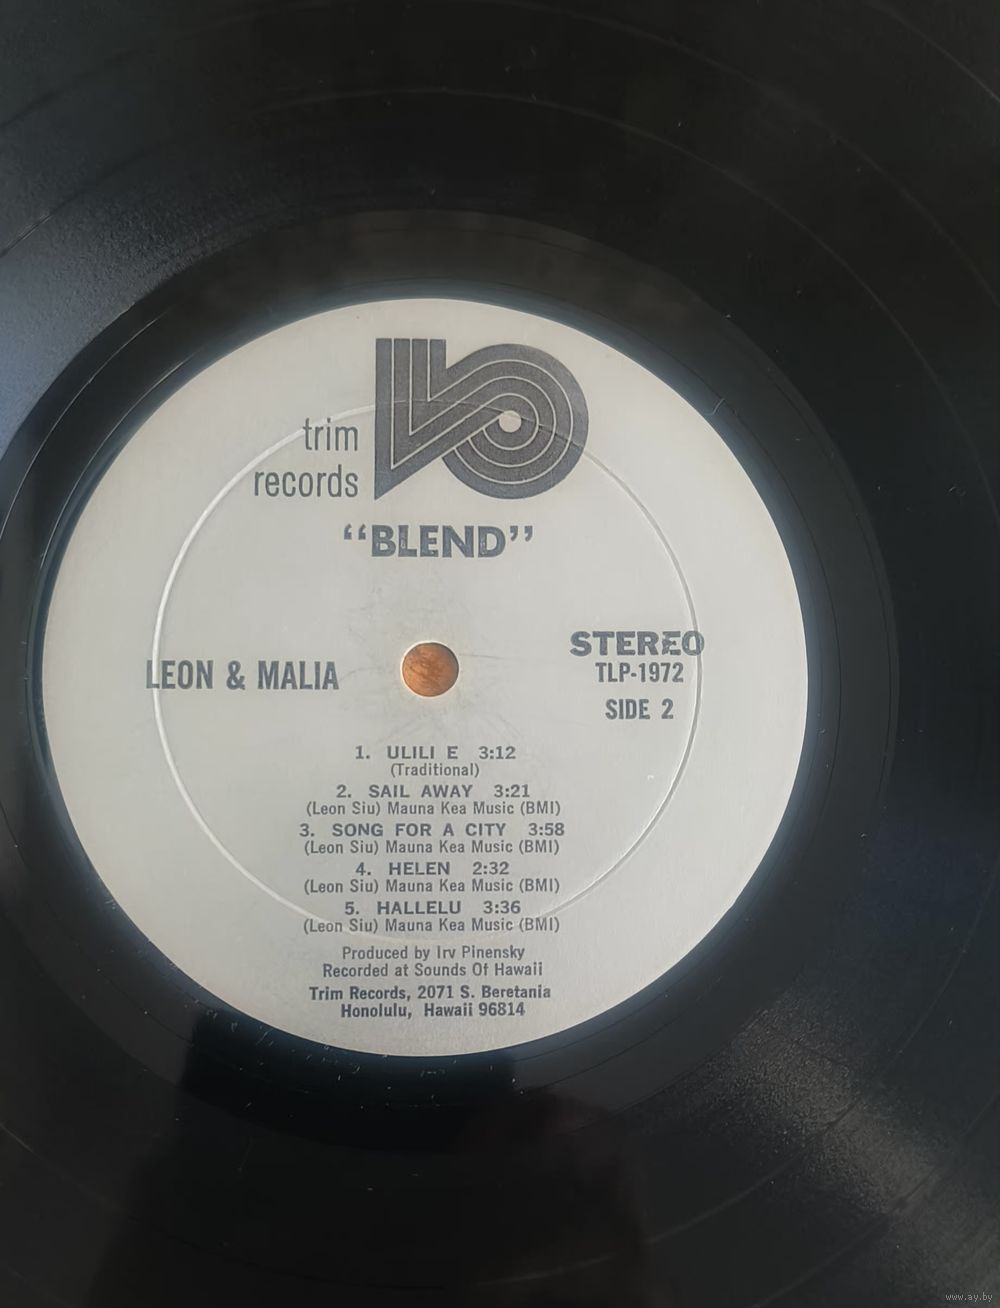 trim
records
“BLEND”
LEON & MALIA
STEREO
TLP-1972
SIDE 2
1. ULILI E 3:12
(Traditional)
2. SAIL AWAY 3:21
(Leon Siu) Mauna Kea Music (BMI)
3. SONG FOR A CITY 3:58
(Leon Siu) Mauna Kea Music (BMI)
4. HELEN 2:32
(Leon Siu) Mauna Kea Music (BMI)
5. HALLELU 3:36
(Leon Siu) Mauna Kea Music (BMI)
Produced by Irv Pinensky
Recorded at Sounds Of Hawaii
Trim Records, 2071 S. Beretania
Honolulu, Hawaii 96814
www.ay.by